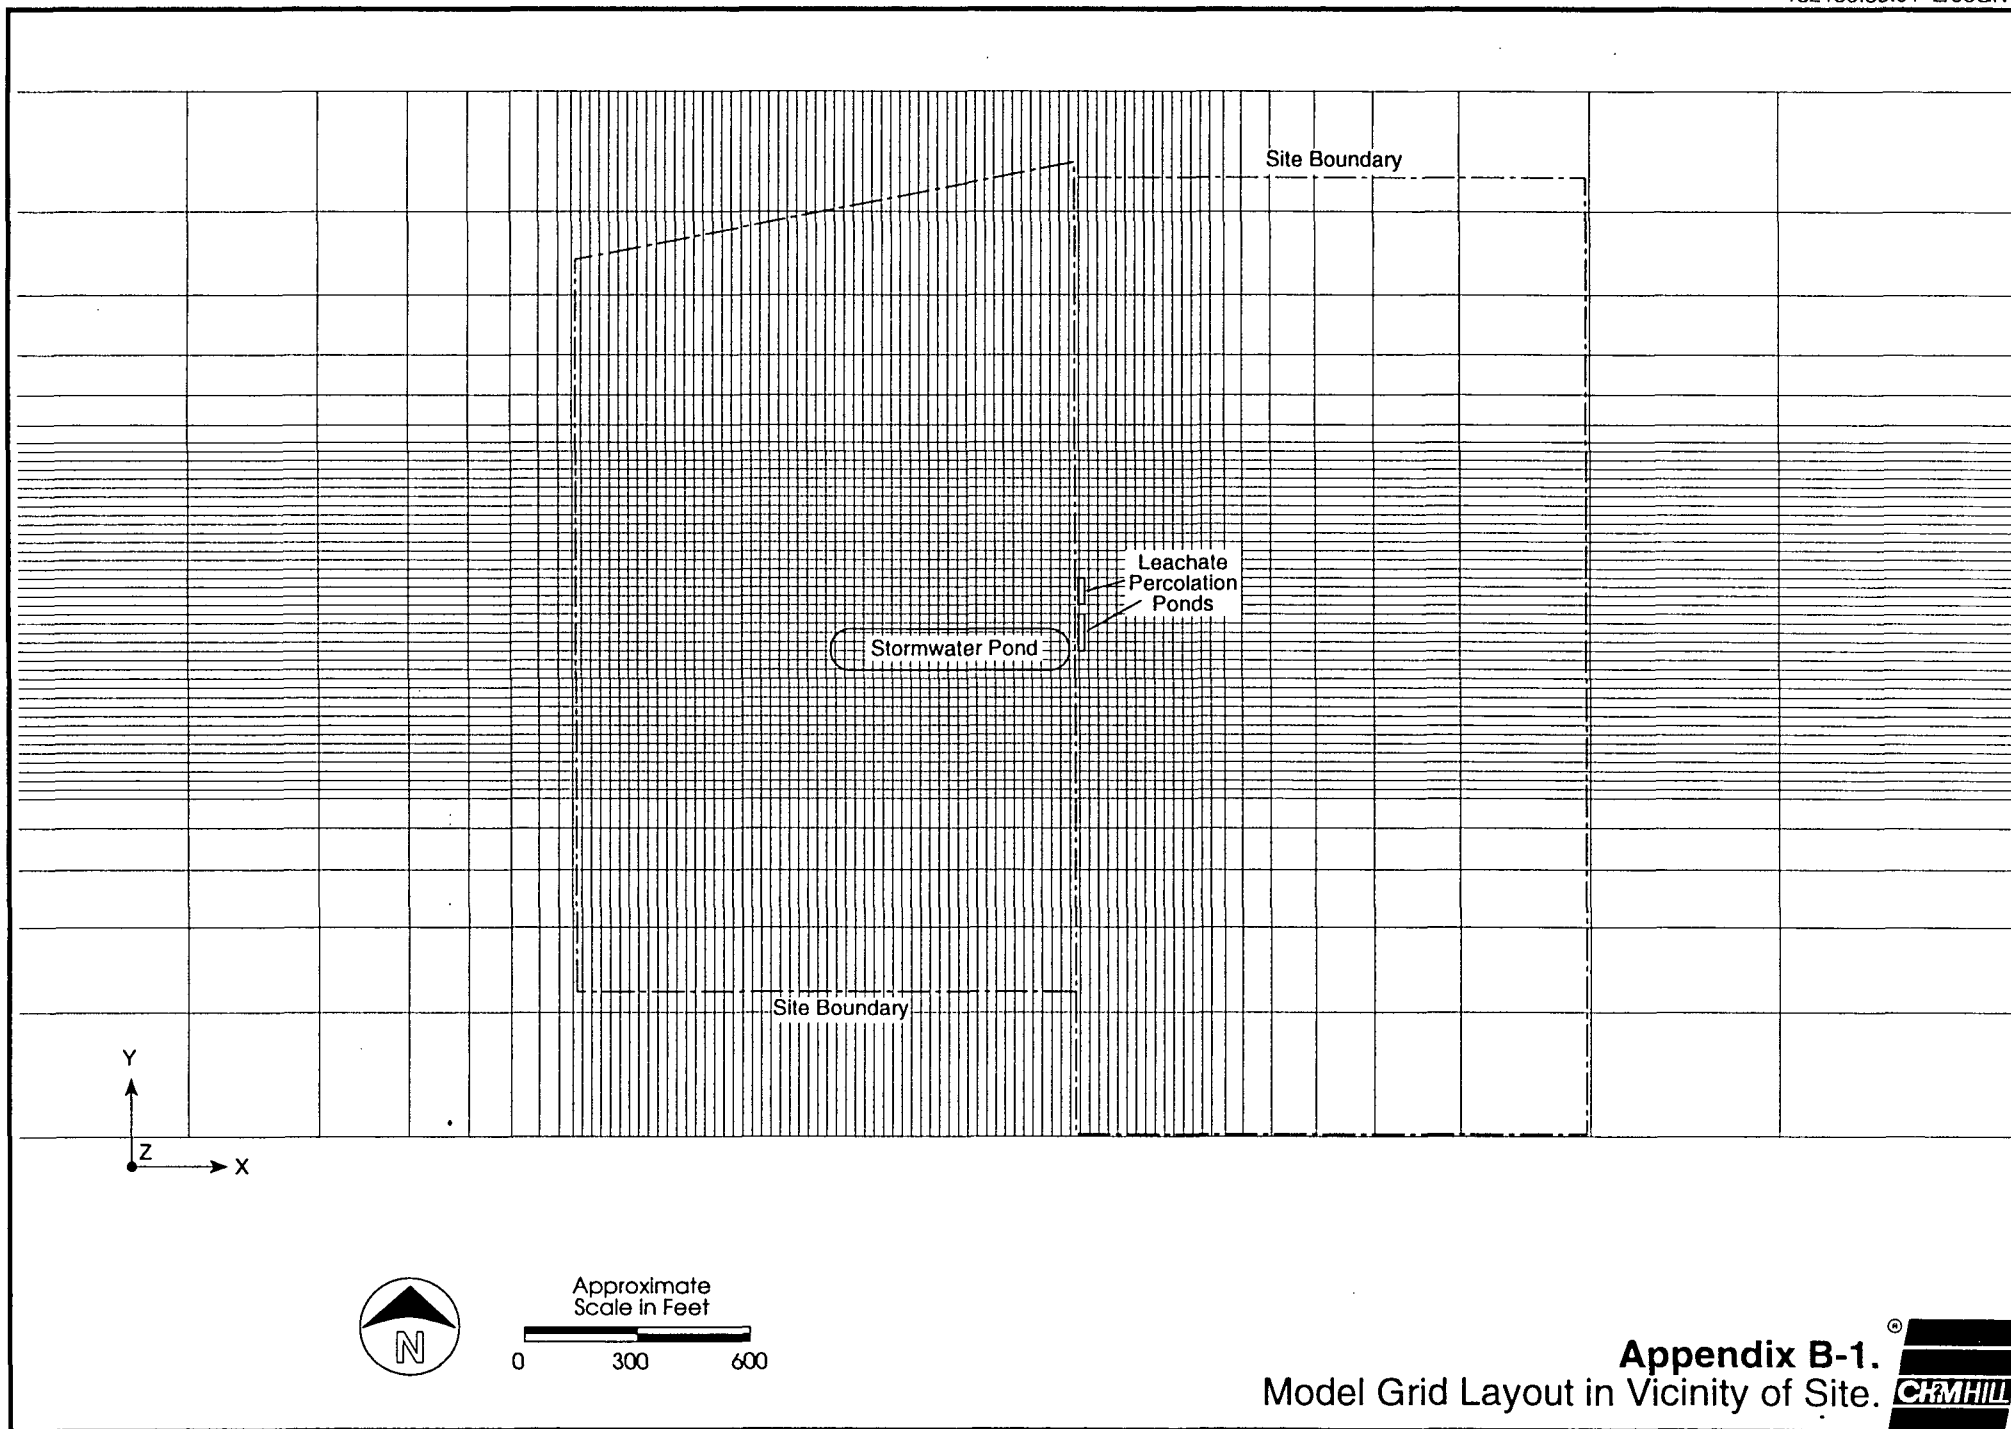 Site Boundary
Leachate
Percolation
Ponds
Stormwater Pond
Site Boundary
Y
Z
X
N
Approximate
Scale in Feet
0 300 600
®
Appendix B-1.
Model Grid Layout in Vicinity of Site.
CH2MHILL